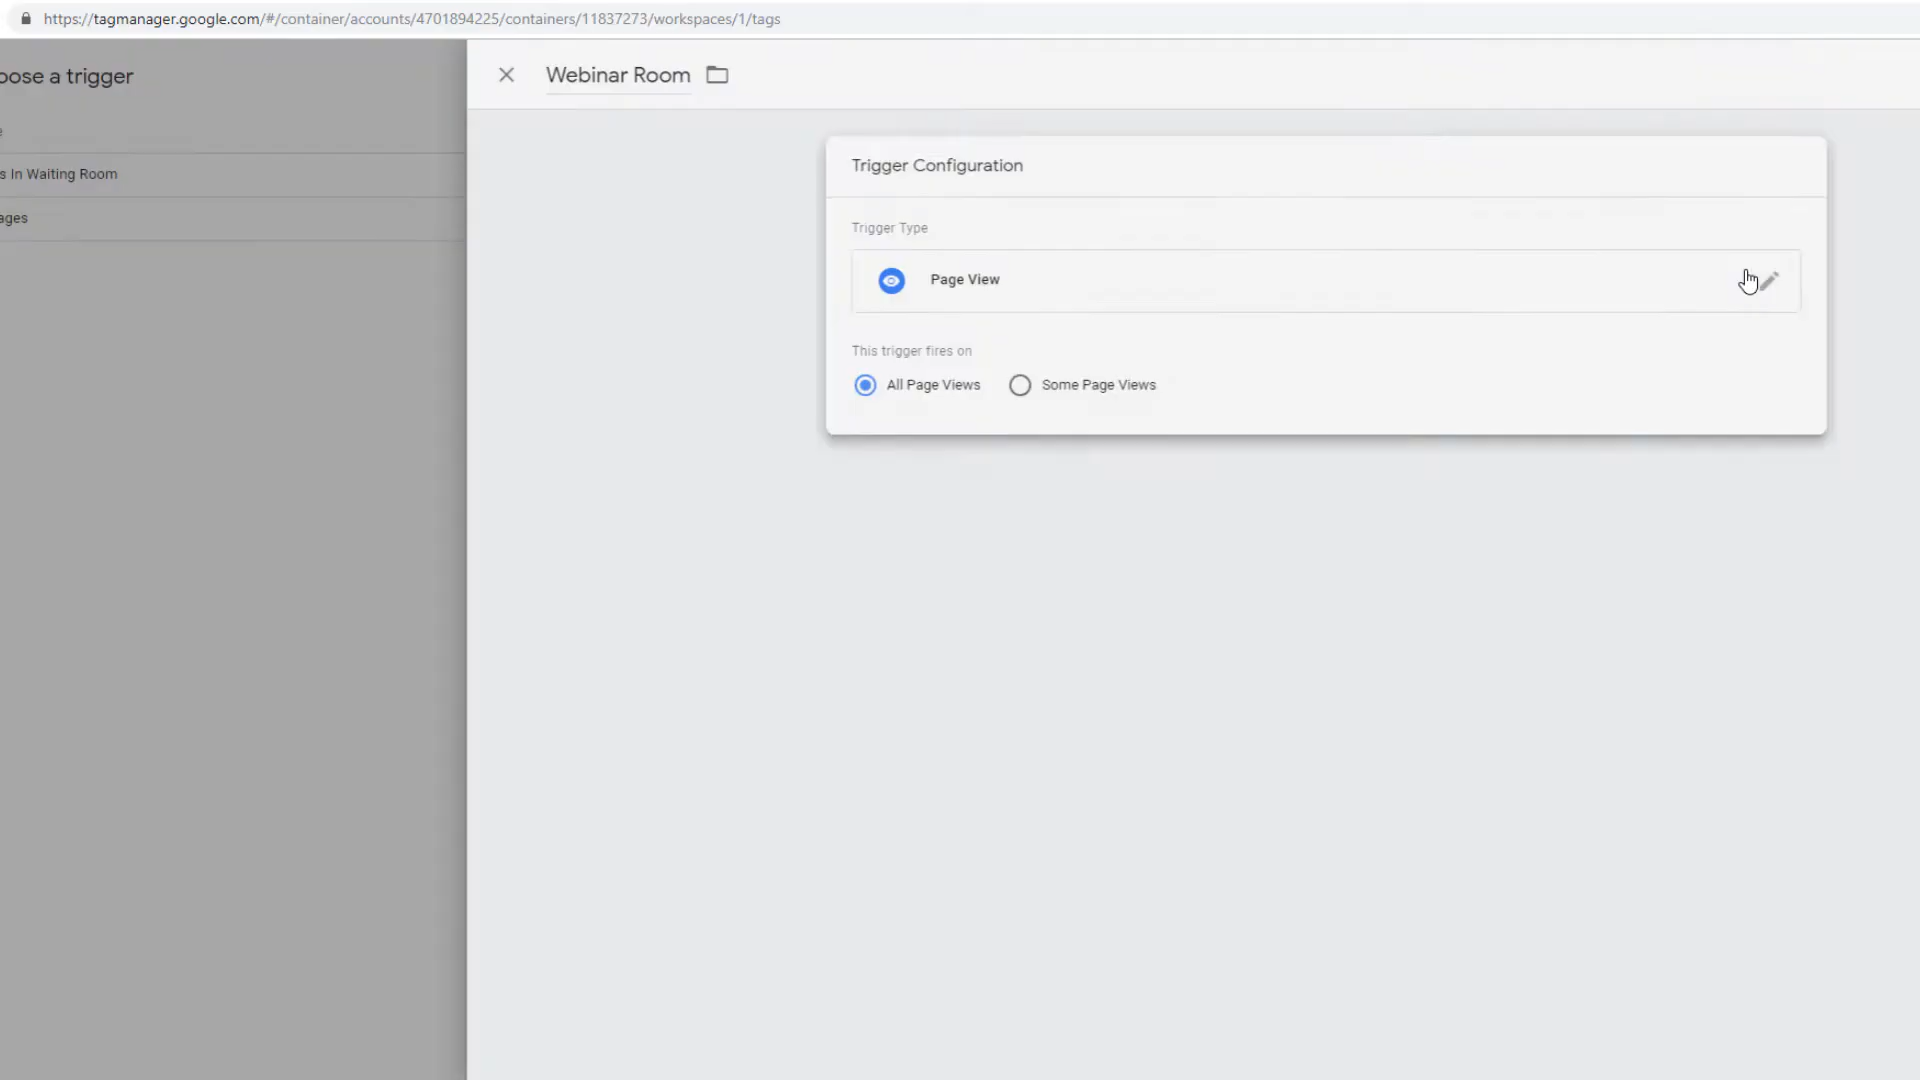 https://tagmanager.google.com/#/container/accounts/4701894225/containers/11837273/workspaces/1/tags
oose a trigger
Webinar Room
e
s In Waiting Room
ages
Trigger Configuration
Trigger Type
Page View
This trigger fires on
All Page Views
Some Page Views